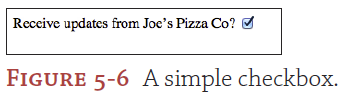 Receive updates from Joe's Pizza Co?
FIGURE 5-6 A simple checkbox.